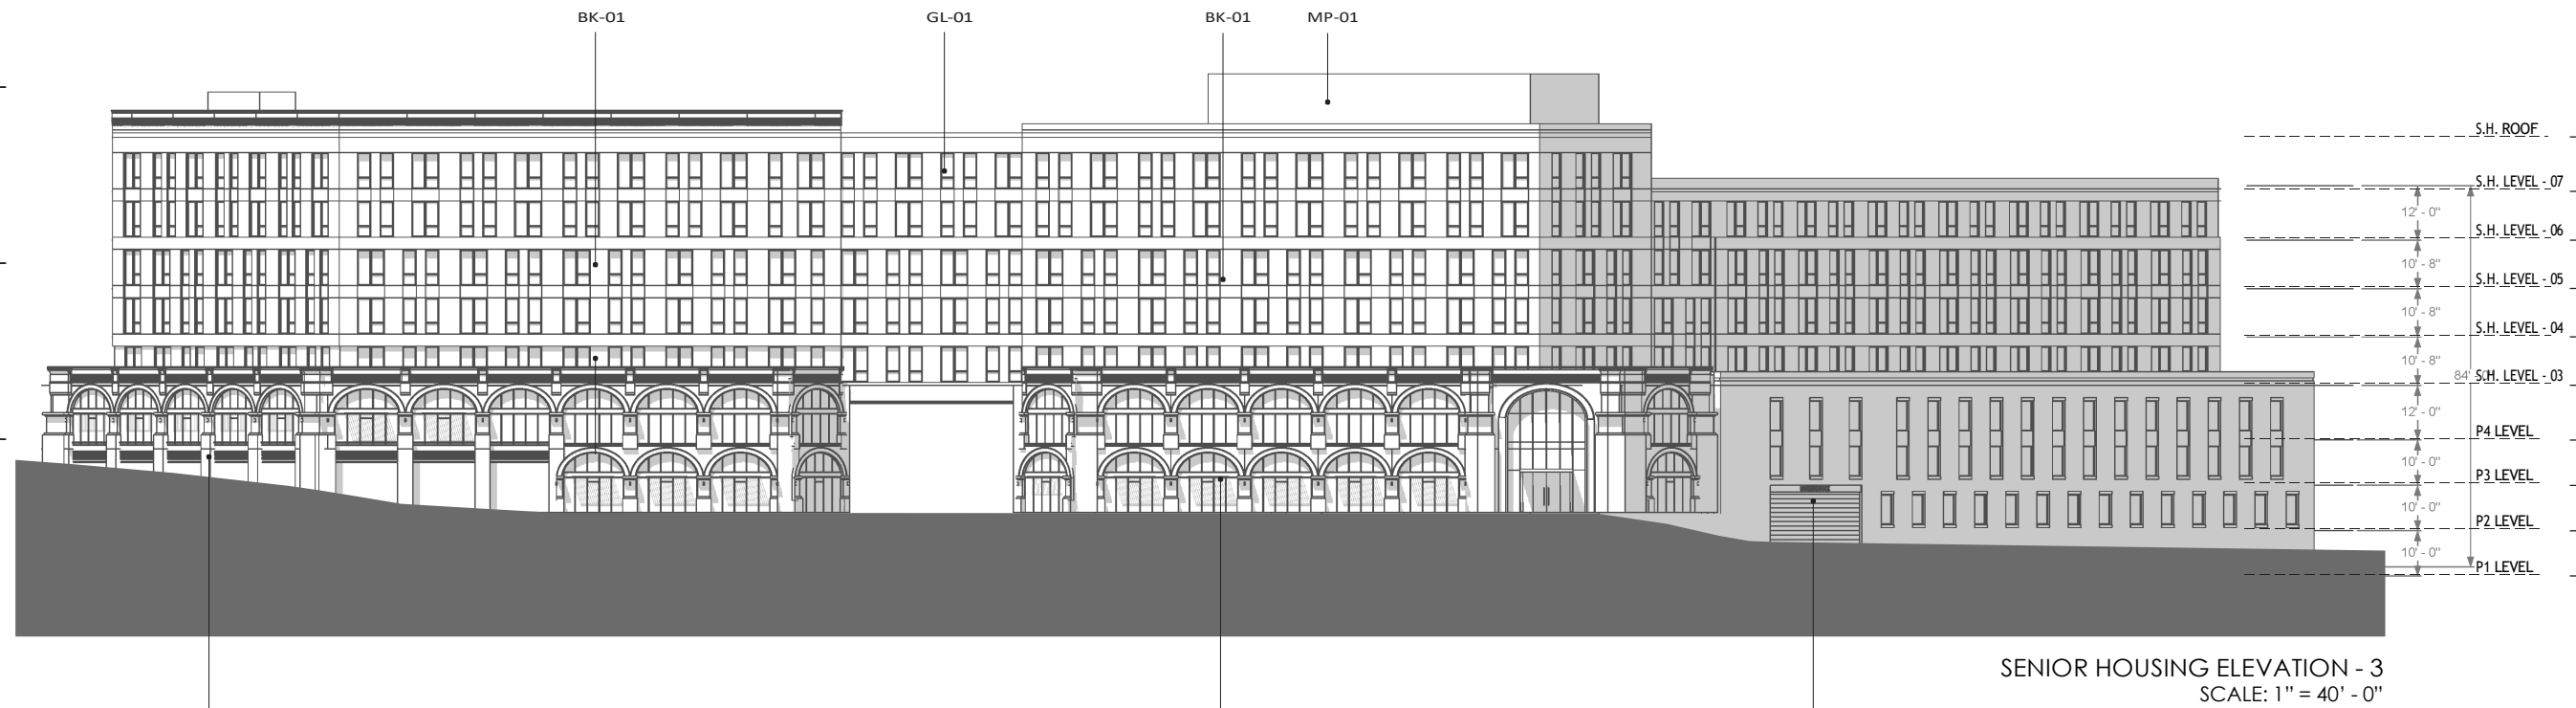 BK-01
GL-01
BK-01
MP-01
S.H. ROOF
S.H. LEVEL - 07
12' - 0"
S.H. LEVEL - 06
10' - 8"
S.H. LEVEL - 05
10' - 8"
S.H. LEVEL - 04
10' - 8"
84' - 0"
S.H. LEVEL - 03
12' - 0"
P4 LEVEL
10' - 0"
P3 LEVEL
10' - 0"
P2 LEVEL
10' - 0"
P1 LEVEL
SENIOR HOUSING ELEVATION - 3
SCALE: 1” = 40’ - 0”